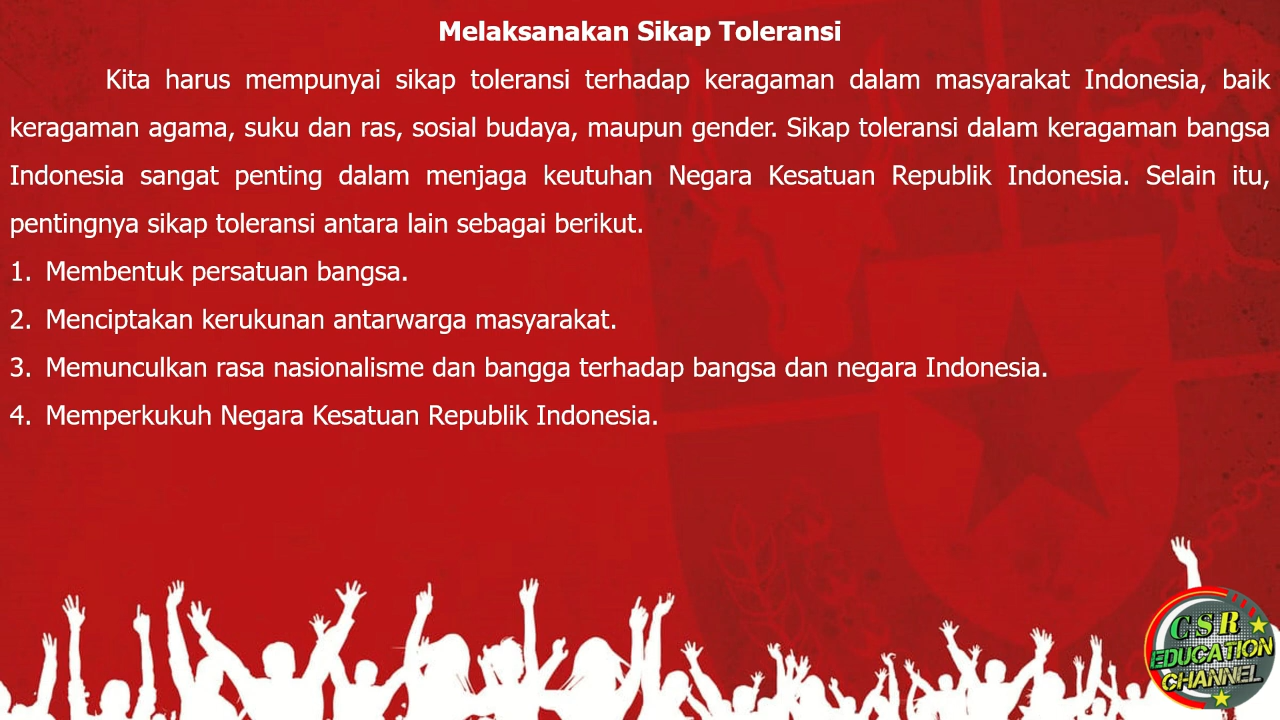 Melaksanakan Sikap Toleransi
Kita harus mempunyai sikap toleransi terhadap keragaman dalam masyarakat Indonesia, baik
keragaman agama, suku dan ras, sosial budaya, maupun gender. Sikap toleransi dalam keragaman bangsa
Indonesia sangat penting dalam menjaga keutuhan Negara Kesatuan Republik Indonesia. Selain itu,
pentingnya sikap toleransi antara lain sebagai berikut.
1. Membentuk persatuan bangsa.
2. Menciptakan kerukunan antarwarga masyarakat.
3. Memunculkan rasa nasionalisme dan bangga terhadap bangsa dan negara Indonesia.
4. Memperkukuh Negara Kesatuan Republik Indonesia.
CSR
EDUCATION
CHANNEL